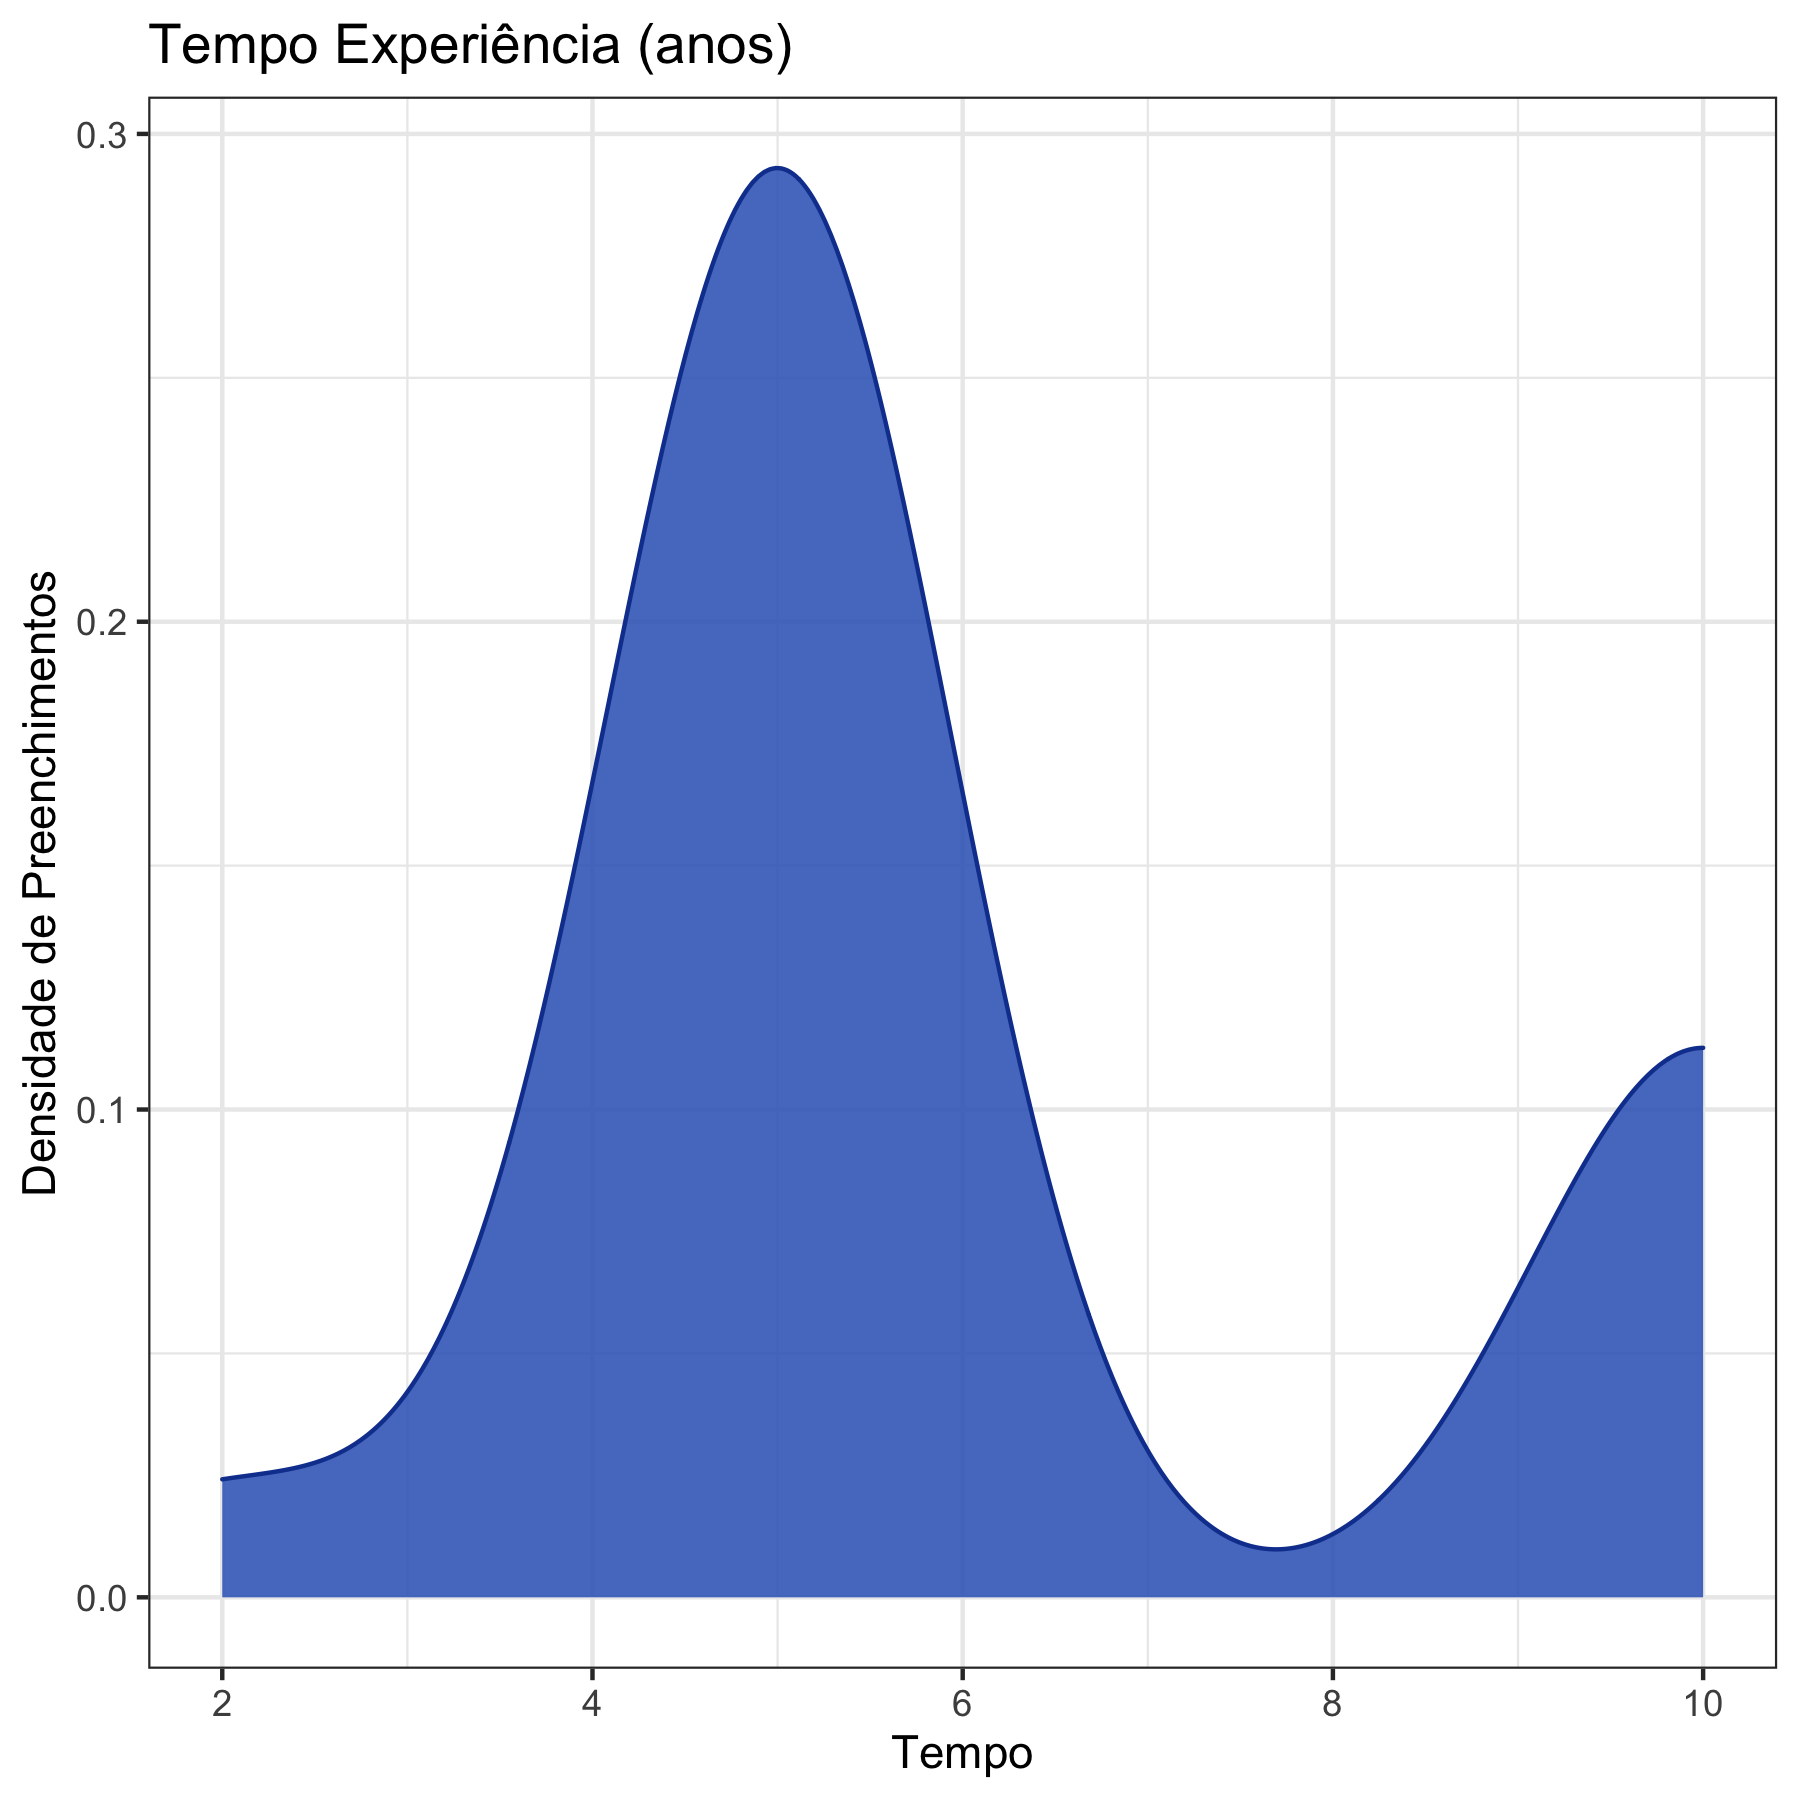 Tempo Experiência (anos)
Densidade de Preenchimentos
0.3
0.2
0.1
0.0
2 4 6 8 10
Tempo